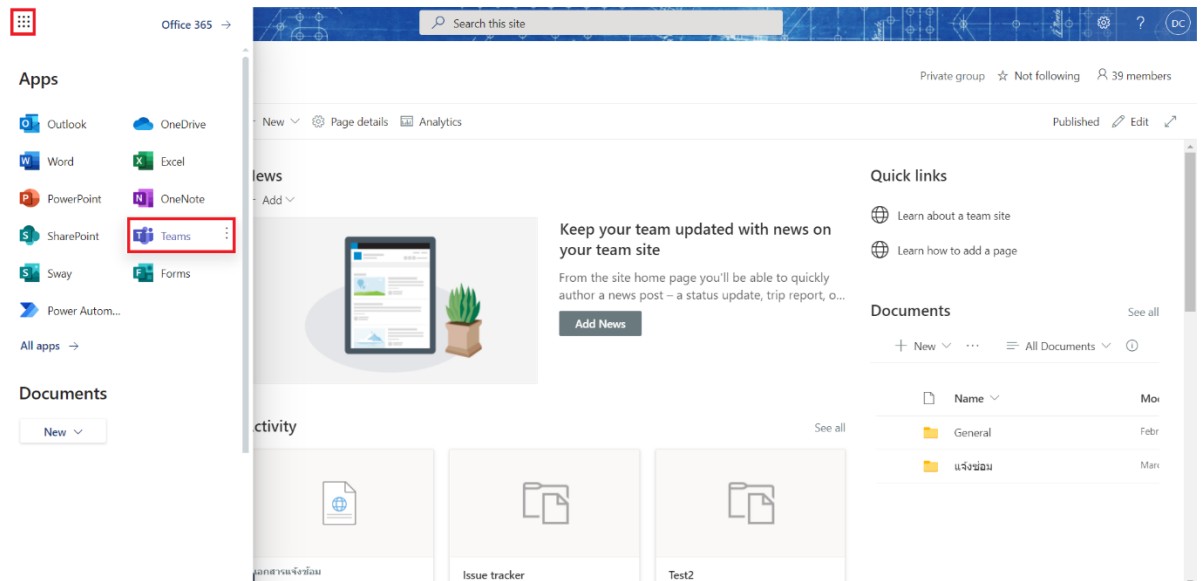 Office 365 →
Search this site
?
DC
Apps
Outlook
OneDrive
Word
Excel
PowerPoint
OneNote
SharePoint
Teams
Sway
Forms
Power Autom...
All apps →
Documents
New
Private group
Not following
39 members
New
Page details
Analytics
Published
Edit
Add
Keep your team updated with news on
your team site
From the site home page you'll be able to quickly
author a news post – a status update, trip report, o...
Add News
See all
Issue tracker
Test2
Quick links
Learn about a team site
Learn how to add a page
Documents
See all
+ New
...
All Documents
Name
General
แจ้งซ่อม